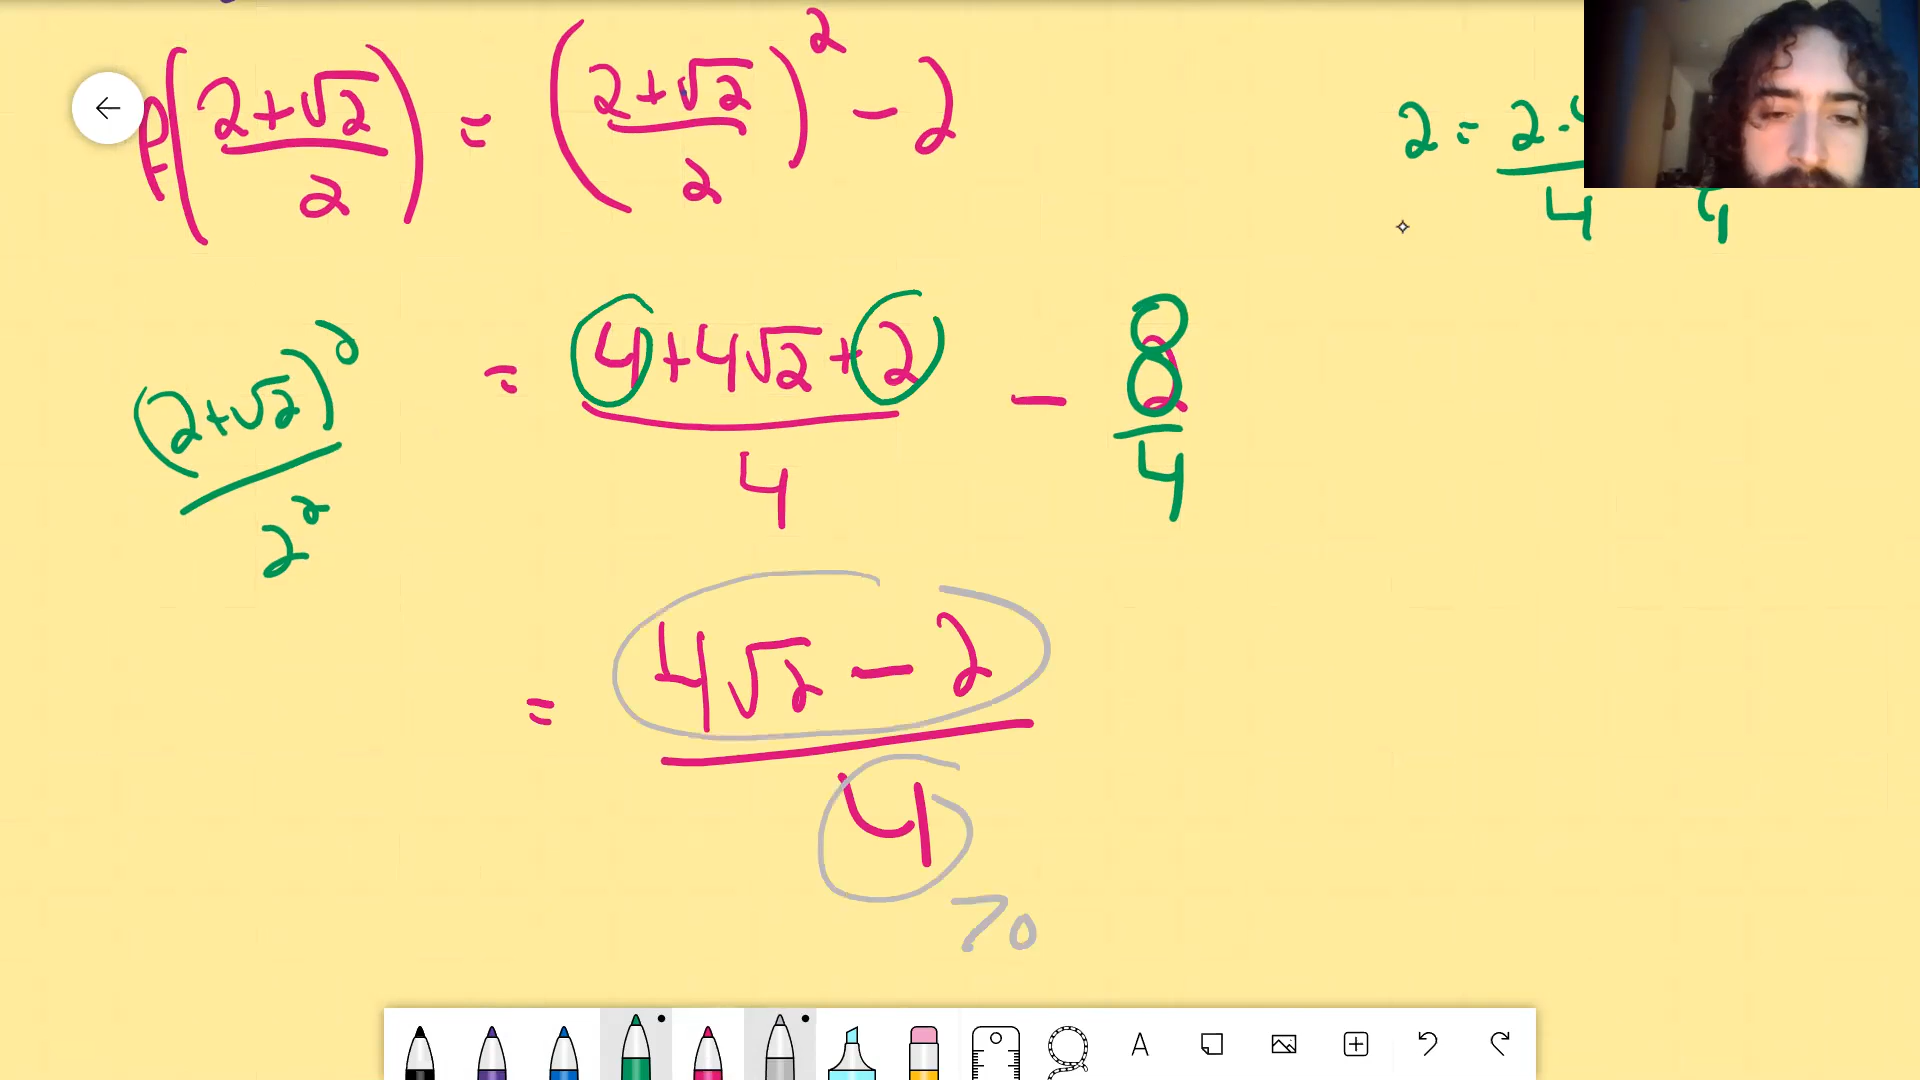 P((2+√2)/2) = ((2+√2)/2)² - 2
2 = 2·4/4
= (4+4√2+2)/4 - 8/4
(2+√2)²/2²
= (4√2 - 2)/4
>0
A